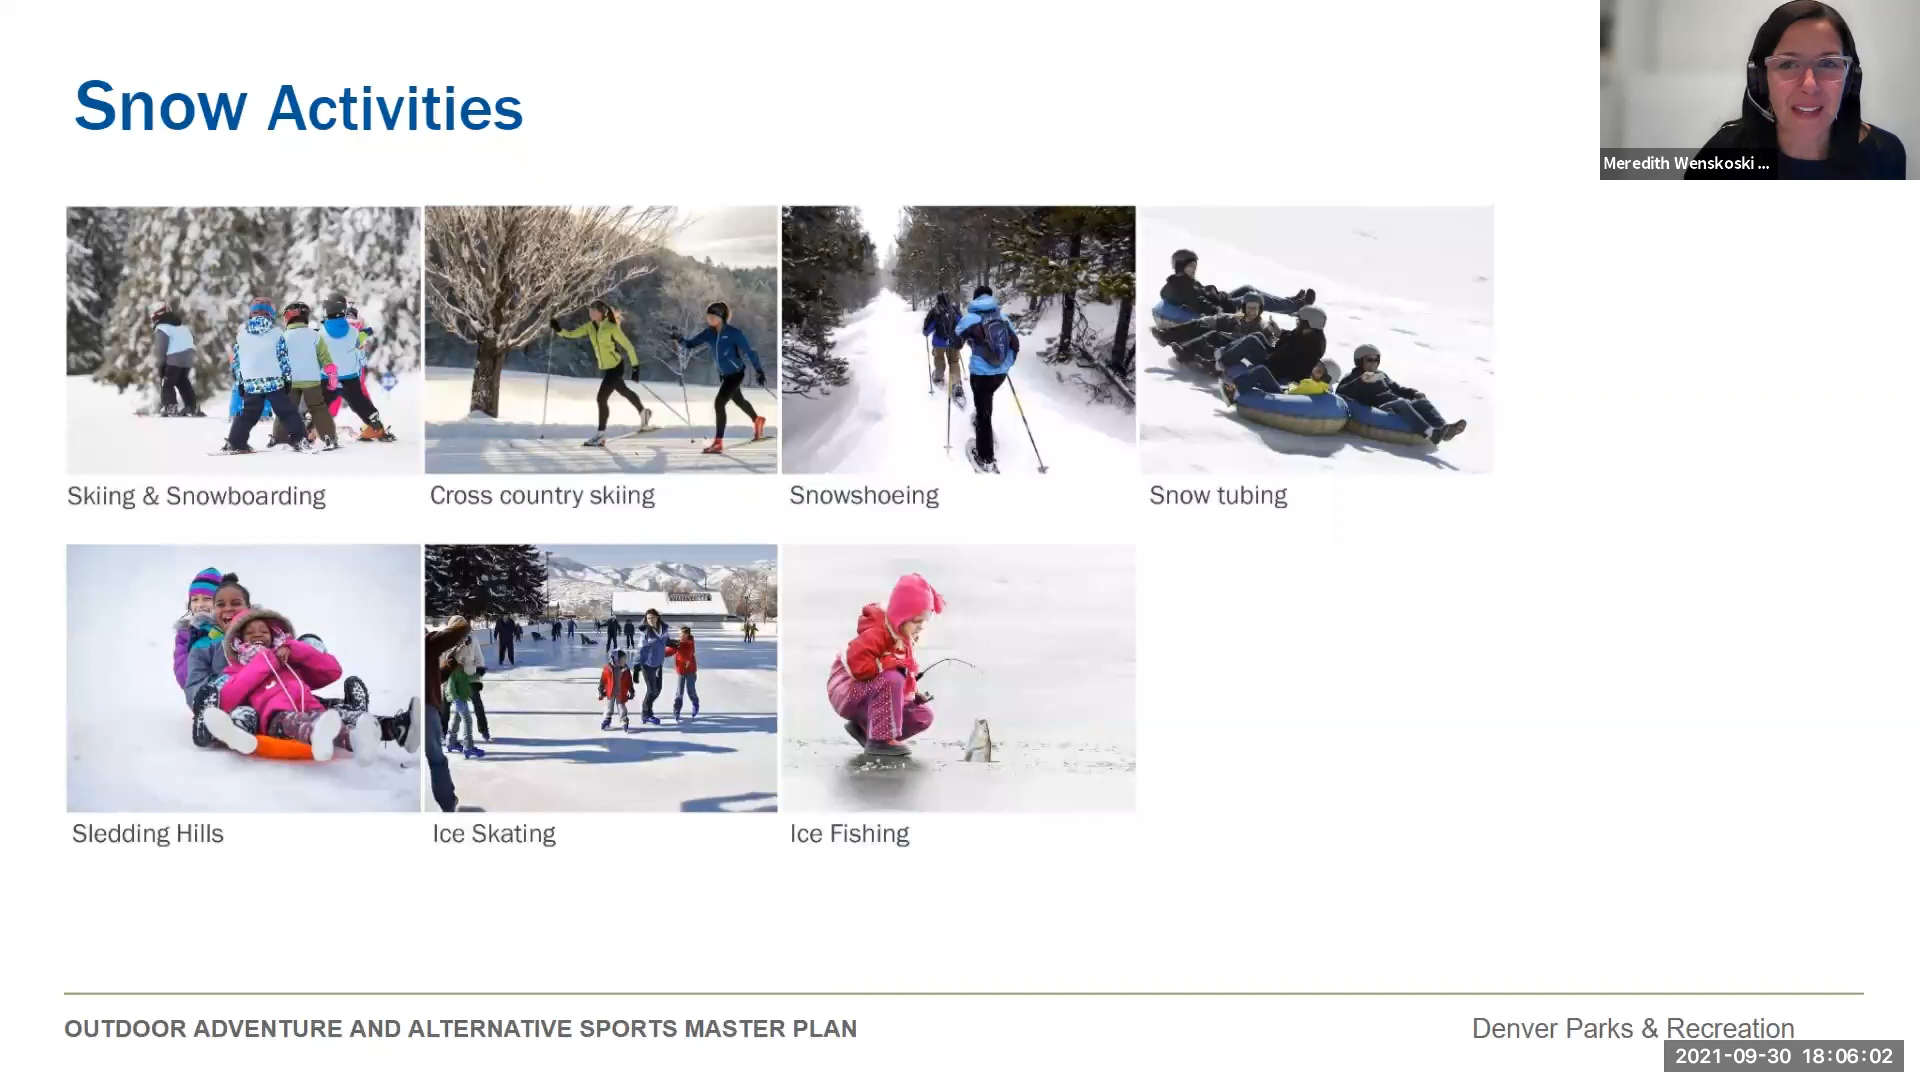 Snow Activities
Meredith Wenskoski ...
Skiing & Snowboarding
Cross country skiing
Snowshoeing
Snow tubing
Sledding Hills
Ice Skating
Ice Fishing
OUTDOOR ADVENTURE AND ALTERNATIVE SPORTS MASTER PLAN
Denver Parks & Recreation
2021-09-30 18:06:02